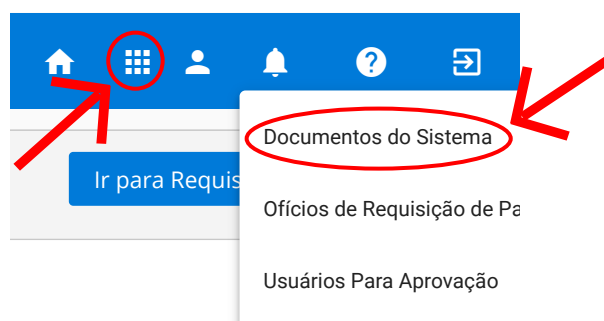 Documentos do Sistema
Ir para Requis
Ofícios de Requisição de Pa
Usuários Para Aprovação